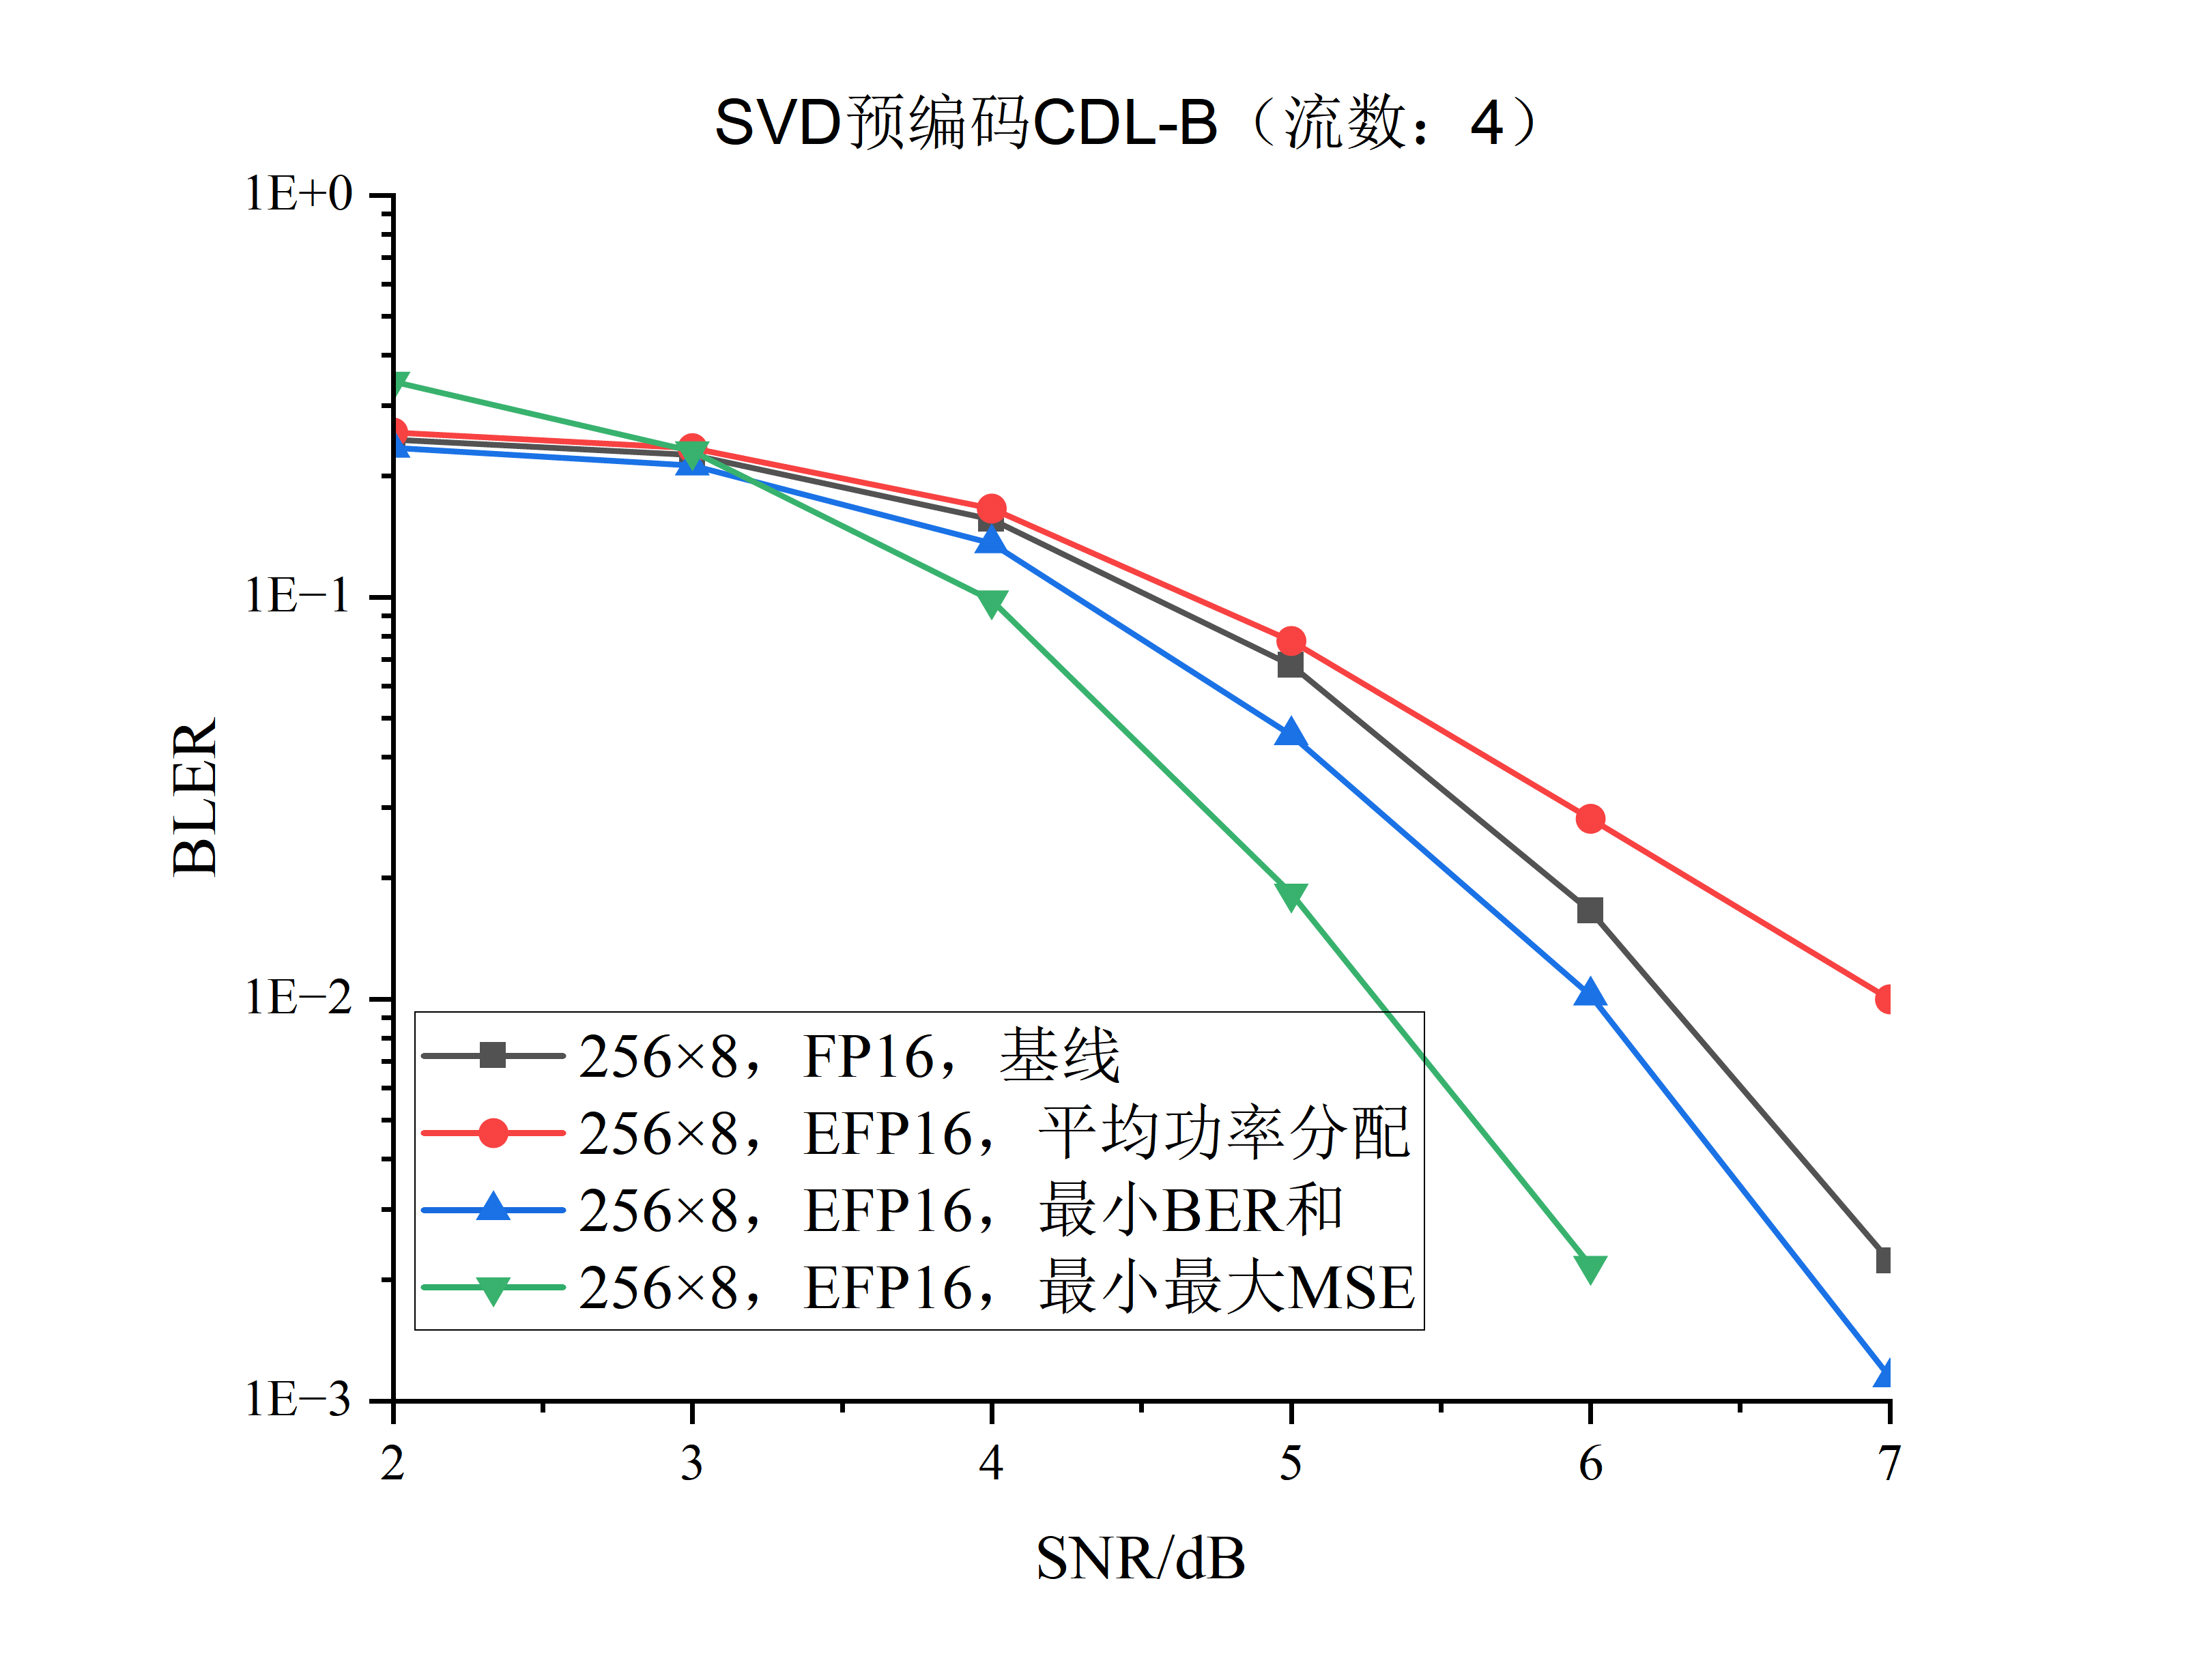 SVD预编码CDL-B（流数：4）
1E+0
1E−1
1E−2
1E−3
BLER
256×8，FP16，基线
256×8，EFP16，平均功率分配
256×8，EFP16，最小BER和
256×8，EFP16，最小最大MSE
2 3 4 5 6 7
SNR/dB